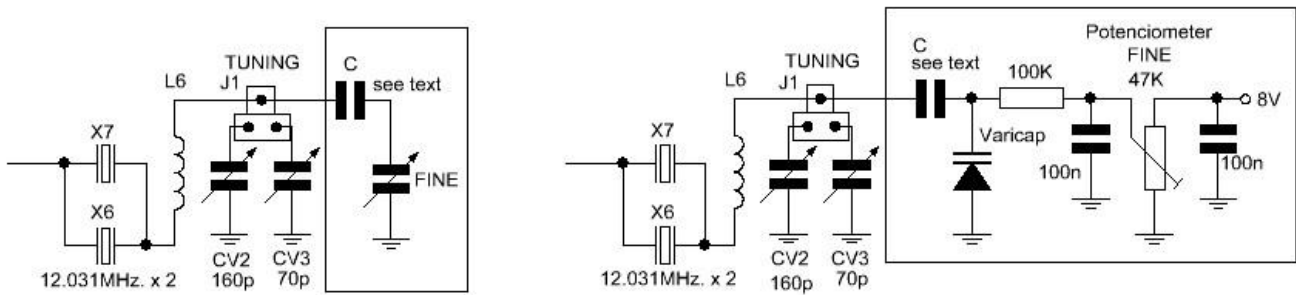 TUNING
J1
C
see text
L6
X7
FINE
X6
12.031MHz. x 2
CV2
160p
CV3
70p
Potenciometer
FINE
47K
C
see text
100K
TUNING
J1
L6
8V
X7
Varicap
100n
100n
X6
12.031MHz. x 2
CV2
160p
CV3
70p